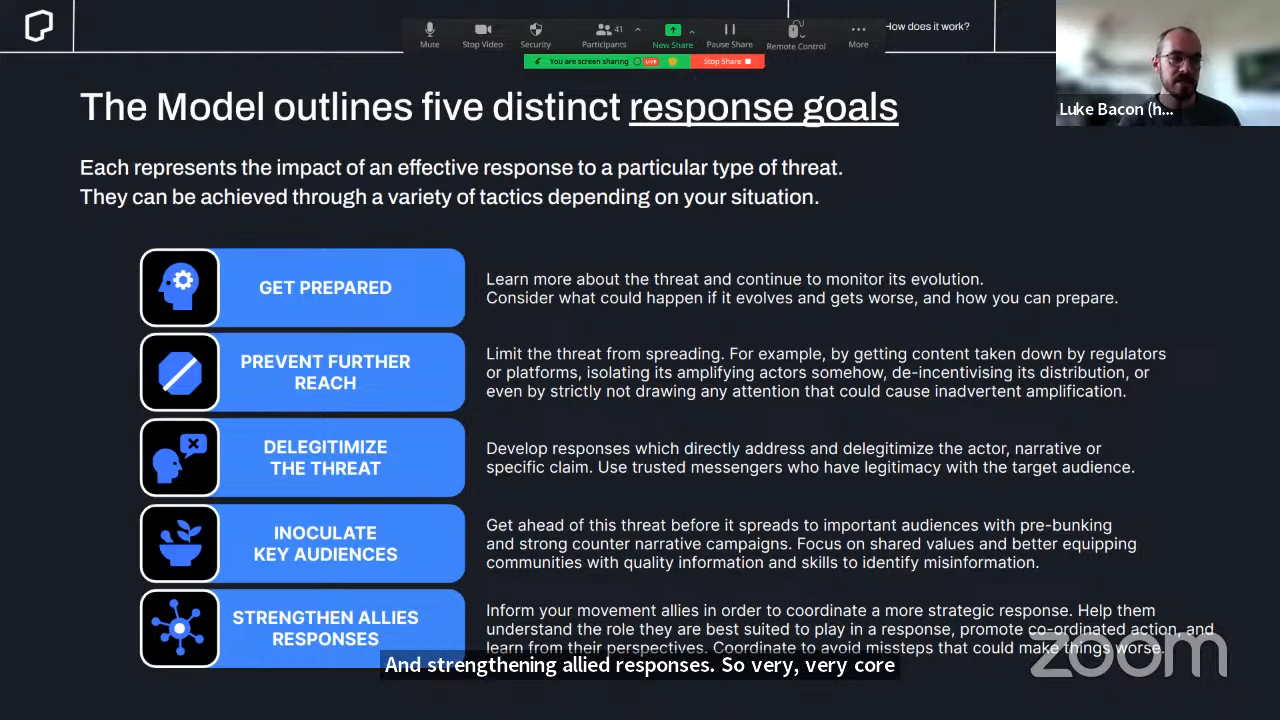 How does it work?
41
Mute
Stop Video
Security
Participants
New Share
Pause Share
Remote Control
More
You are screen sharing
LIVE
Stop Share
Luke Bacon (h...
The Model outlines five distinct response goals
Each represents the impact of an effective response to a particular type of threat.
They can be achieved through a variety of tactics depending on your situation.
GET PREPARED
Learn more about the threat and continue to monitor its evolution.
Consider what could happen if it evolves and gets worse, and how you can prepare.
PREVENT FURTHER
REACH
Limit the threat from spreading. For example, by getting content taken down by regulators
or platforms, isolating its amplifying actors somehow, de-incentivising its distribution, or
even by strictly not drawing any attention that could cause inadvertent amplification.
DELEGITIMIZE
THE THREAT
Develop responses which directly address and delegitimize the actor, narrative or
specific claim. Use trusted messengers who have legitimacy with the target audience.
INOCULATE
KEY AUDIENCES
Get ahead of this threat before it spreads to important audiences with pre-bunking
and strong counter narrative campaigns. Focus on shared values and better equipping
communities with quality information and skills to identify misinformation.
STRENGTHEN ALLIES
RESPONSES
Inform your movement allies in order to coordinate a more strategic response. Help them
understand the role they are best suited to play in a response, promote co-ordinated action, and
learn from their perspectives. Coordinate to avoid missteps that could make things worse.
zoom
And strengthening allied responses. So very, very core